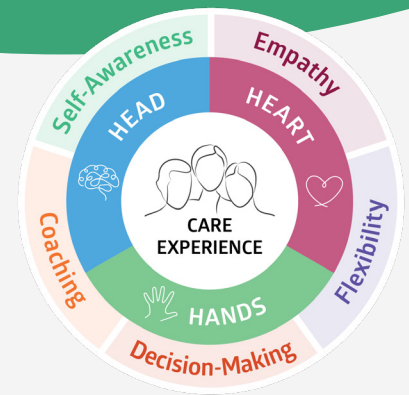 Self-Awareness
Empathy
Flexibility
Decision-Making
Coaching
HEAD
HEART
HANDS
CARE
EXPERIENCE